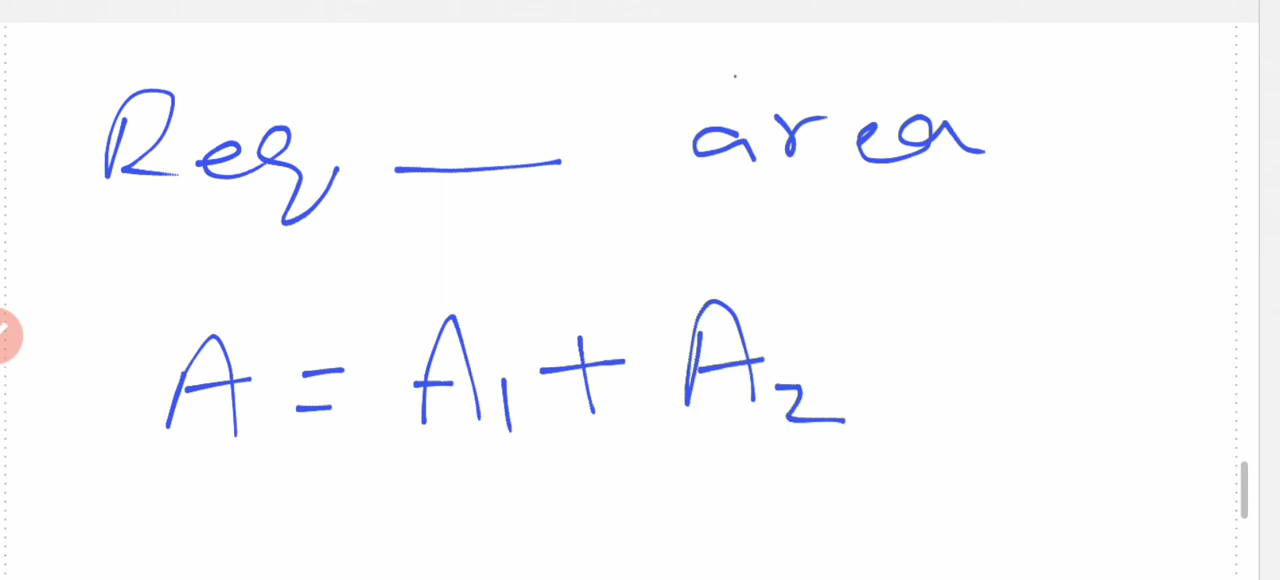 Req. — area
A = A₁ + A₂